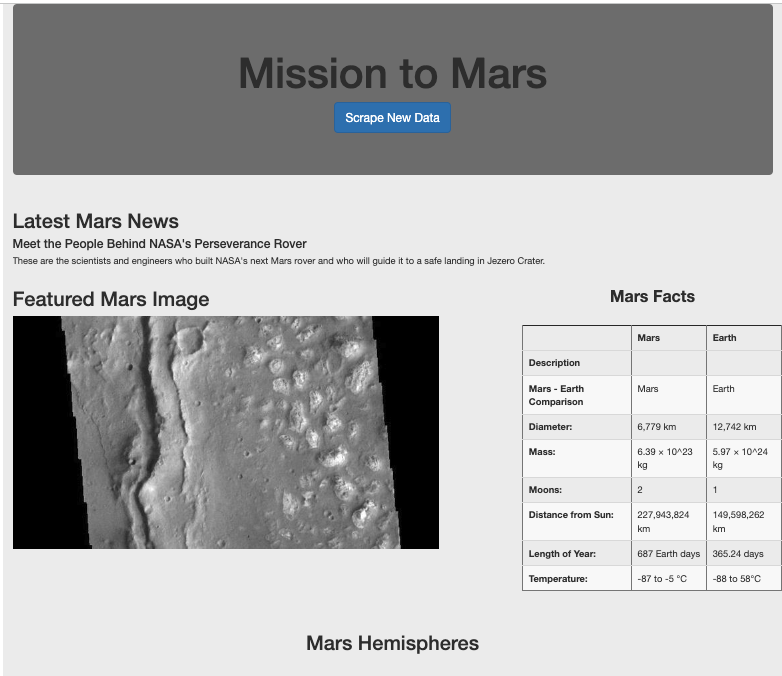 Mission to Mars
Scrape New Data
Latest Mars News
Meet the People Behind NASA's Perseverance Rover
These are the scientists and engineers who built NASA's next Mars rover and who will guide it to a safe landing in Jezero Crater.
Featured Mars Image
Mars Facts
Mars Earth
Description
Mars - Earth Comparison Mars Earth
Diameter: 6,779 km 12,742 km
Mass: 6.39 × 10^23 kg 5.97 × 10^24 kg
Moons: 2 1
Distance from Sun: 227,943,824 km 149,598,262 km
Length of Year: 687 Earth days 365.24 days
Temperature: -87 to -5 °C -88 to 58°C
Mars Hemispheres